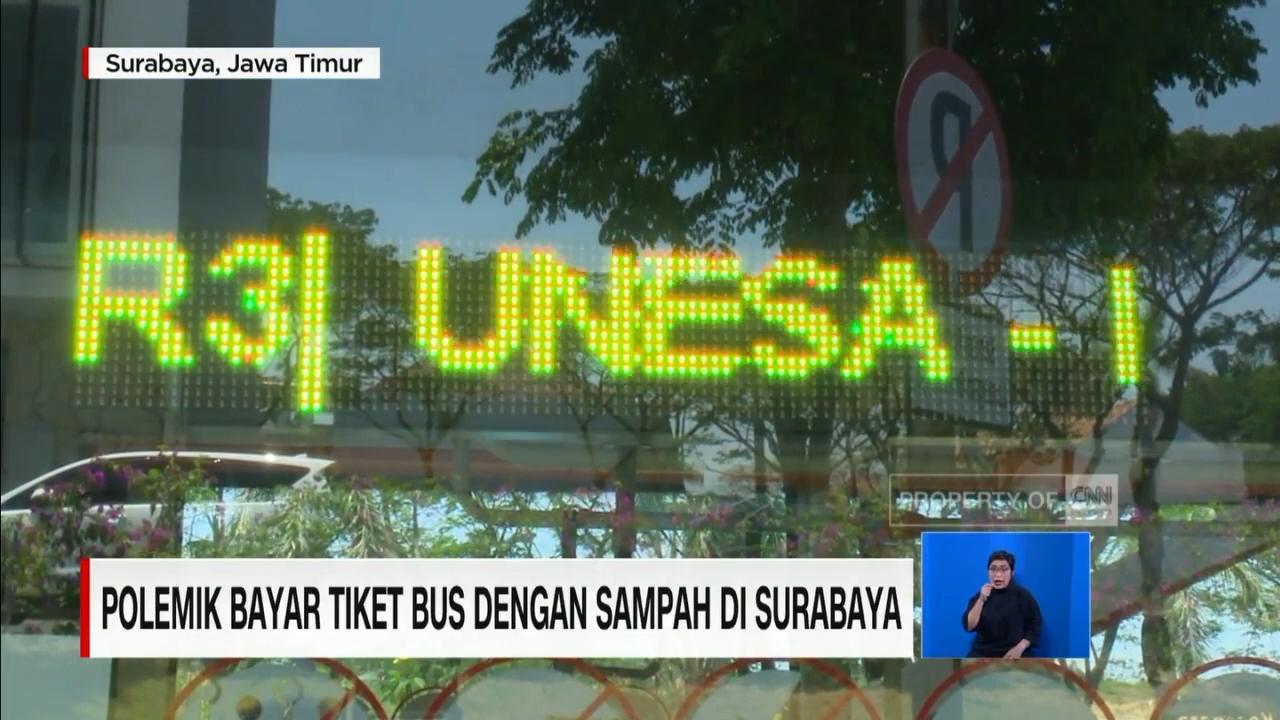 Surabaya, Jawa Timur
R3| UNESA - I
PROPERTY OF CNN
POLEMIK BAYAR TIKET BUS DENGAN SAMPAH DI SURABAYA